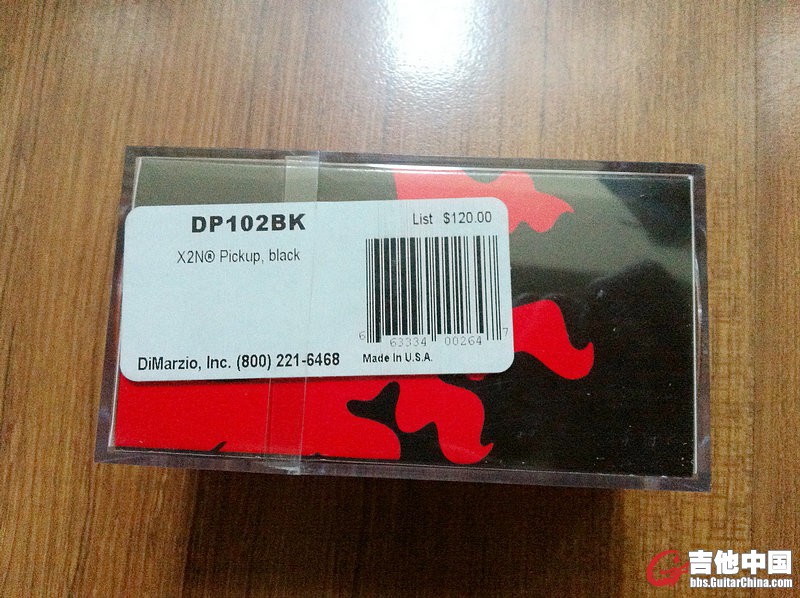 DP102BK
List $120.00
X2N® Pickup, black
6 63334 00264 7
DiMarzio, Inc. (800) 221-6468
Made In U.S.A.
吉他中国
bbs.GuitarChina.com